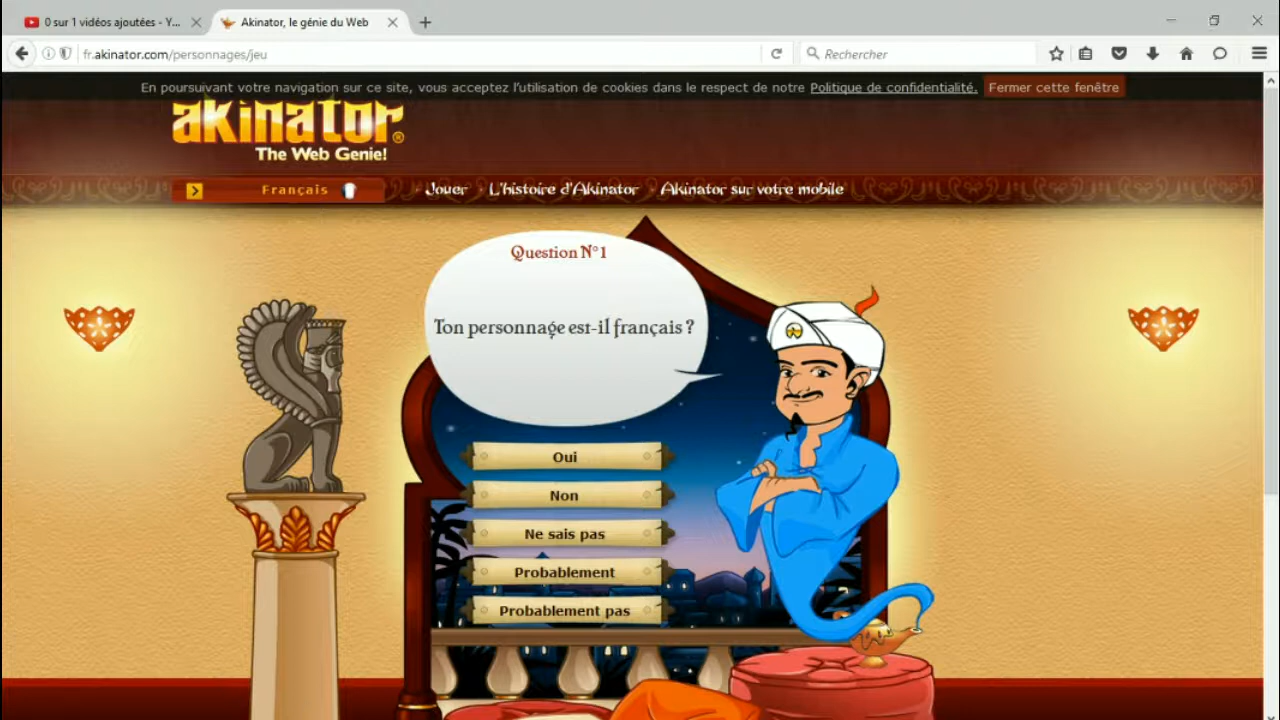 0 sur 1 vidéos ajoutées - Y...
Akinator, le génie du Web
fr.akinator.com/personnages/jeu
Rechercher
En poursuivant votre navigation sur ce site, vous acceptez l'utilisation de cookies dans le respect de notre Politique de confidentialité. Fermer cette fenêtre
akinator®
The Web Genie!
Français
Jouer
L'histoire d'Akinator
Akinator sur votre mobile
Question N°1
Ton personnage est-il français ?
Oui
Non
Ne sais pas
Probablement
Probablement pas